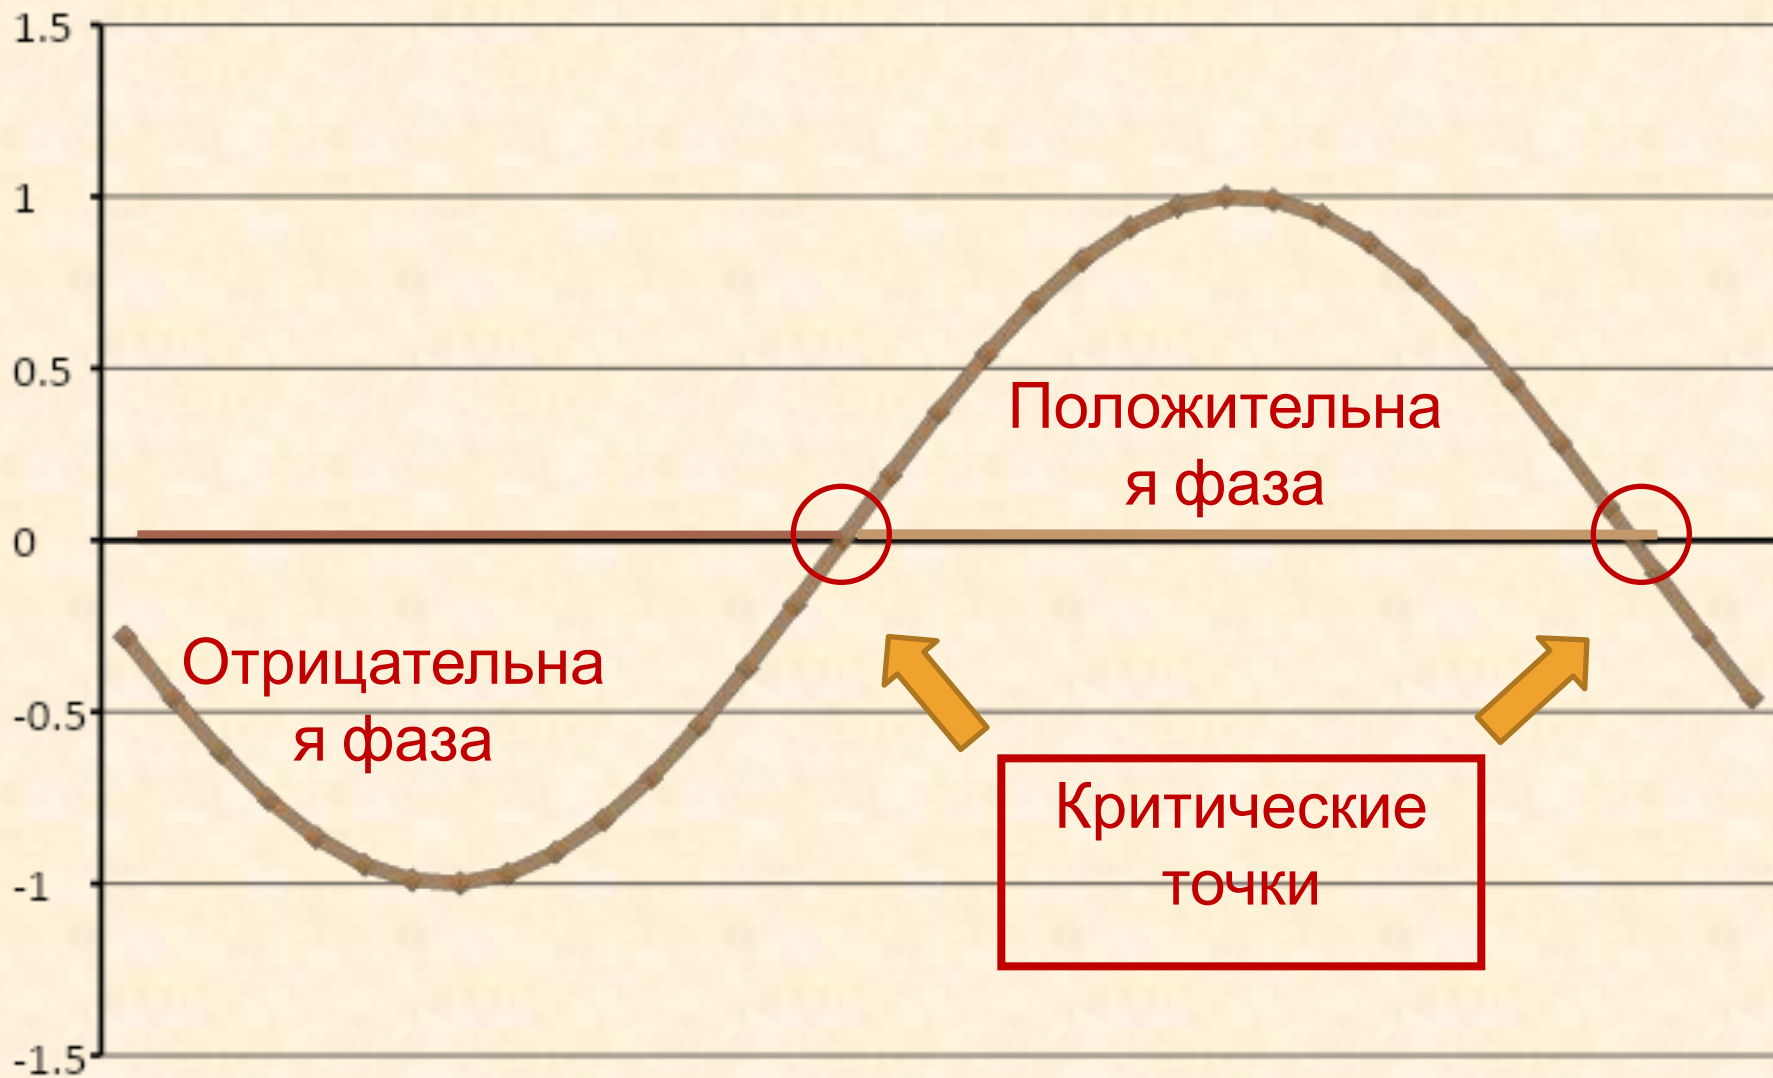 1.5
1
0.5
0
-0.5
-1
-1.5
Положительна
я фаза
Отрицательна
я фаза
Критические
точки